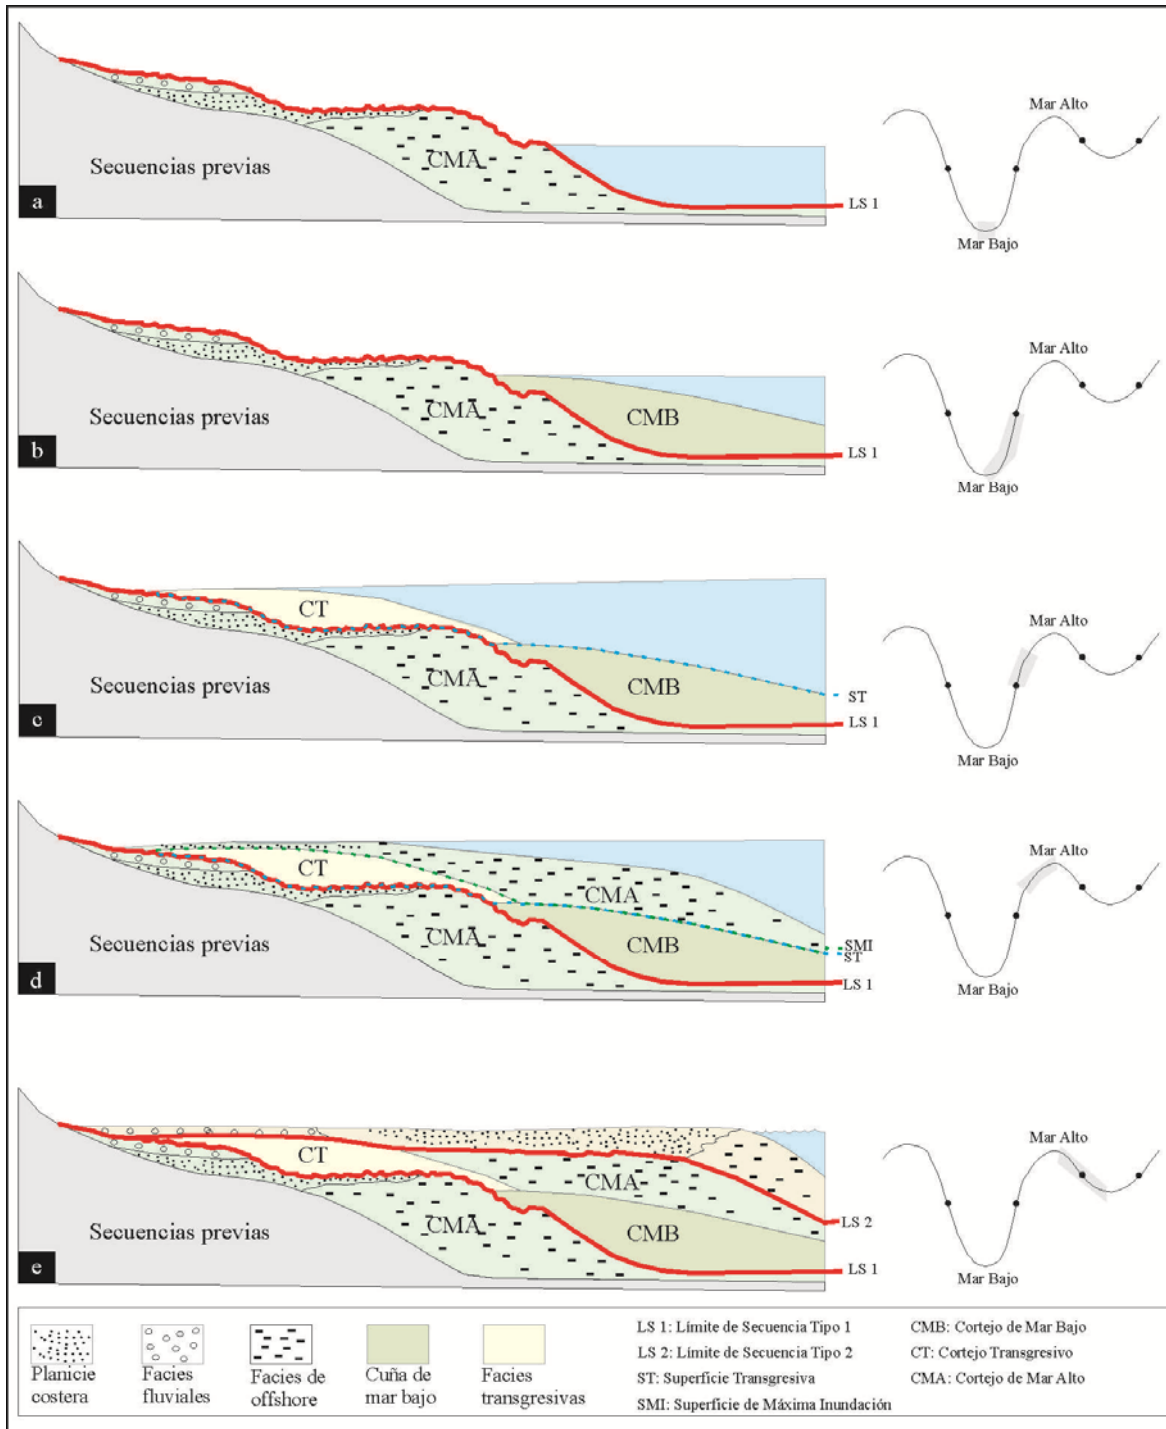 Secuencias previas
CMA
LS 1
a
Mar Alto
Mar Bajo
Secuencias previas
CMA
CMB
LS 1
b
Mar Alto
Mar Bajo
CT
Secuencias previas
CMA
CMB
ST
LS 1
c
Mar Alto
Mar Bajo
CT
CMA
Secuencias previas
CMA
CMB
SMI
ST
LS 1
d
Mar Alto
Mar Bajo
CT
CMA
LS 2
Secuencias previas
CMA
CMB
LS 1
e
Mar Alto
Mar Bajo
Planicie
costera
Facies
fluviales
Facies de
offshore
Cuña de
mar bajo
Facies
transgresivas
LS 1: Límite de Secuencia Tipo 1
LS 2: Límite de Secuencia Tipo 2
ST: Superficie Transgresiva
SMI: Superficie de Máxima Inundación
CMB: Cortejo de Mar Bajo
CT: Cortejo Transgresivo
CMA: Cortejo de Mar Alto